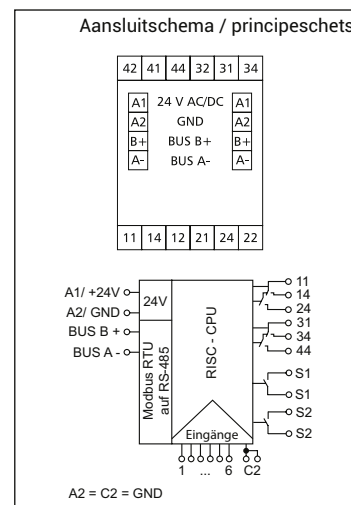 Aansluitschema / principeschets
42 41 44 32 31 34
A1 24 V AC/DC A1
A2 GND A2
B+ BUS B+ B+
A- BUS A- A-
11 14 12 21 24 22
A1/ +24V
A2/ GND
BUS B +
BUS A -
24V
Modbus RTU
auf RS-485
RISC - CPU
Eingänge
11
14
24
31
34
44
S1
S1
S2
S2
1 ... 6 C2
A2 = C2 = GND